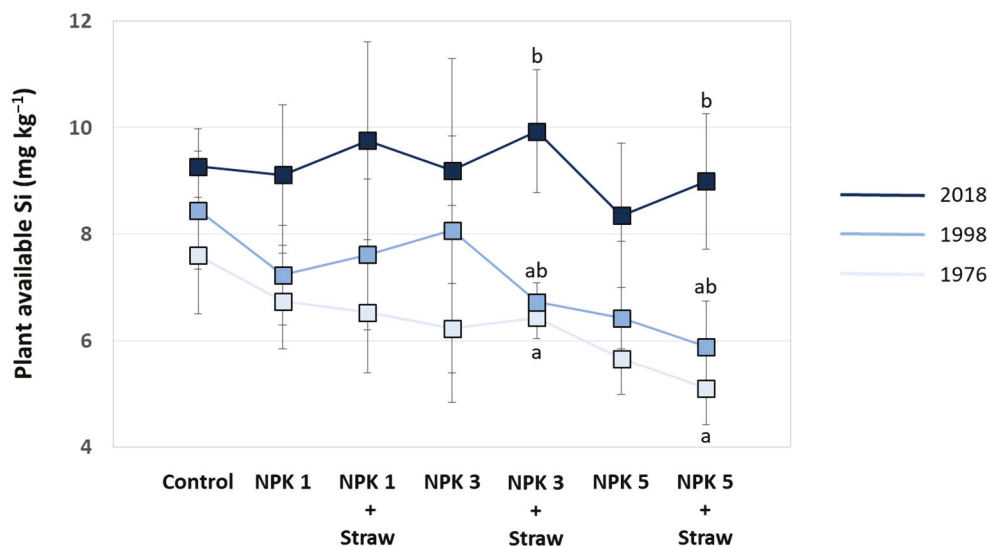 Plant available Si (mg kg⁻¹)
12
10
8
6
4
b
b
ab
ab
a
a
Control
NPK 1
NPK 1
+
Straw
NPK 3
NPK 3
+
Straw
NPK 5
NPK 5
+
Straw
2018
1998
1976